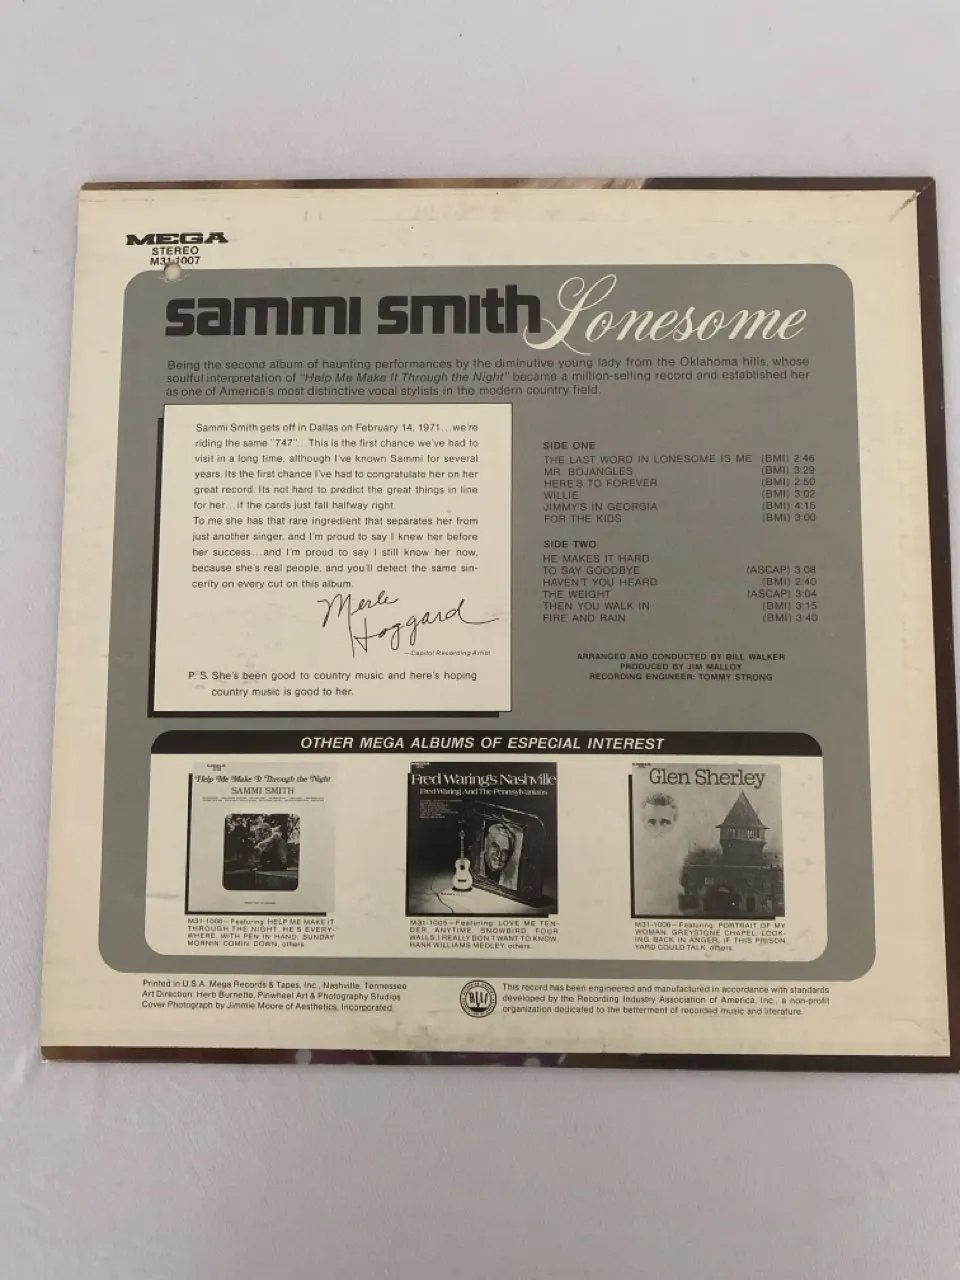 MEGA
STEREO
M31-1007
sammi smith Lonesome
Being the second album of haunting performances by the diminutive young lady from the Oklahoma hills, whose
soulful interpretation of "Help Me Make It Through the Night" became a million-selling record and established her
as one of America's most distinctive vocal stylists in the modern country field.
Sammi Smith gets off in Dallas on February 14, 1971...we're
riding the same "747"...This is the first chance we've had to
visit in a long time, although I've known Sammi for several
years. Its the first chance I've had to congratulate her on her
great record. Its not hard to predict the great things in line
for her...if the cards just fall halfway right.
To me she has that rare ingredient that separates her from
just another singer, and I'm proud to say I knew her before
her success...and I'm proud to say I still know her now,
because she's real people, and you'll detect the same sin-
cerity on every cut on this album.
Merle
Haggard
—Capitol Recording Artist
P. S. She's been good to country music and here's hoping
country music is good to her.
SIDE ONE
THE LAST WORD IN LONESOME IS ME (BMI) 2:46
MR. BOJANGLES (BMI) 3:29
HERE'S TO FOREVER (BMI) 2:50
WILLIE (BMI) 3:02
JIMMY'S IN GEORGIA (BMI) 4:15
FOR THE KIDS (BMI) 3:00
SIDE TWO
HE MAKES IT HARD
TO SAY GOODBYE (ASCAP) 3:08
HAVEN'T YOU HEARD (BMI) 2:40
THE WEIGHT (ASCAP) 3:04
THEN YOU WALK IN (BMI) 3:15
FIRE AND RAIN (BMI) 3:40
ARRANGED AND CONDUCTED BY BILL WALKER
PRODUCED BY JIM MALLOY
RECORDING ENGINEER: TOMMY STRONG
OTHER MEGA ALBUMS OF ESPECIAL INTEREST
Help Me Make It Through the Night
SAMMI SMITH
M31-1000—Featuring: HELP ME MAKE IT
THROUGH THE NIGHT, HE'S EVERY-
WHERE, WITH PEN IN HAND, SUNDAY
MORNIN' COMIN' DOWN, others.
Fred Waring's Nashville
Fred Waring And The Pennsylvanians
M31-1005—Featuring: LOVE ME TEN-
DER, ANYTIME, SNOWBIRD, FOUR
WALLS, I REALLY DON'T WANT TO KNOW
HANK WILLIAMS MEDLEY, others.
Glen Sherley
M31-1006—Featuring: PORTRAIT OF MY
WOMAN, GREYSTONE CHAPEL, LOOK-
ING BACK IN ANGER, IF THIS PRISON
YARD COULD TALK, others.
Printed in U.S.A. Mega Records & Tapes, Inc., Nashville, Tennessee
Art Direction: Herb Burnette, Pinwheel Art & Photography Studios
Cover Photograph by Jimmie Moore of Aesthetics, Incorporated.
This record has been engineered and manufactured in accordance with standards
developed by the Recording Industry Association of America, Inc., a non-profit
organization dedicated to the betterment of recorded music and literature.